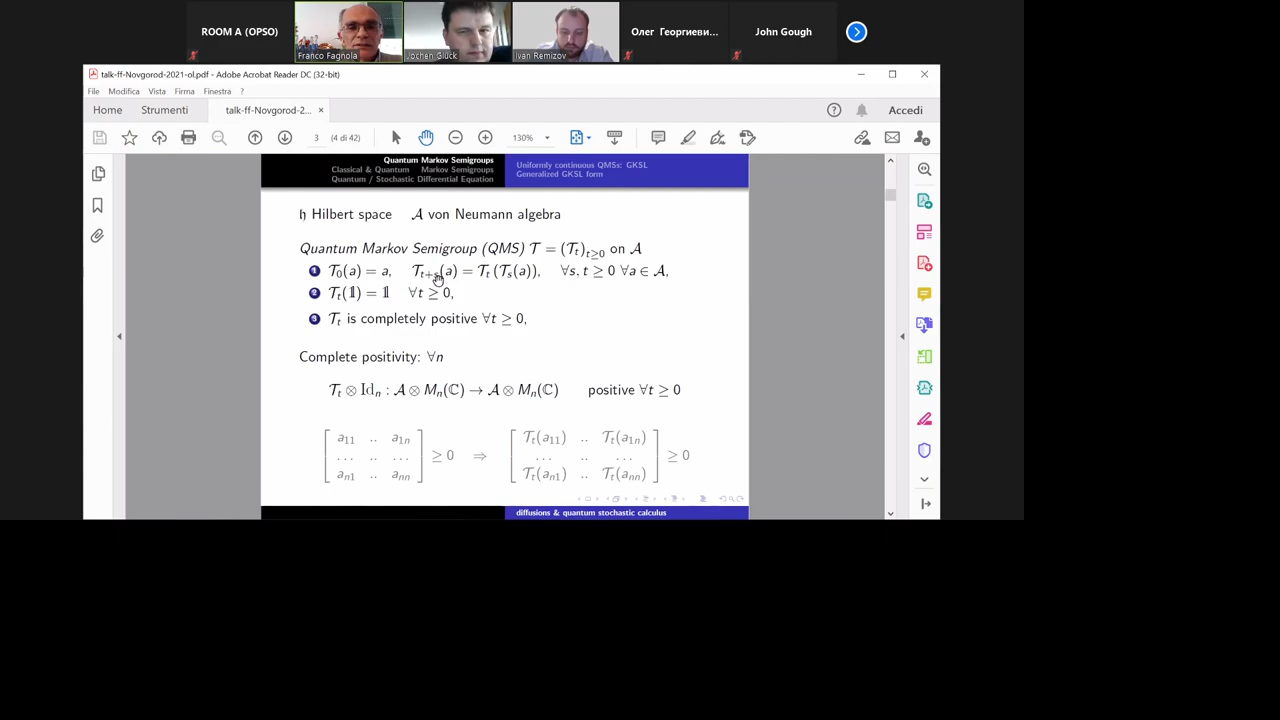 ROOM A (OPSO)
Franco Fagnola
Jochen Glück
Ivan Remizov
Олег Георгиеви...
John Gough
talk-ff-Novgorod-2021-ol.pdf - Adobe Acrobat Reader DC (32-bit)
File Modifica Vista Firma Finestra ?
Home Strumenti talk-ff-Novgorod-2... × Accedi
3 (4 di 42) 130%
Quantum Markov Semigroups
Classical & Quantum Markov Semigroups
Quantum / Stochastic Differential Equation
Uniformly continuous QMSs: GKSL
Generalized GKSL form
𝔥 Hilbert space 𝒜 von Neumann algebra
Quantum Markov Semigroup (QMS) 𝒯 = (𝒯ₜ)ₜ≥₀ on 𝒜
1 𝒯₀(a) = a, 𝒯ₜ₊ₛ(a) = 𝒯ₜ (𝒯ₛ(a)), ∀s, t ≥ 0 ∀a ∈ 𝒜,
2 𝒯ₜ(𝟙) = 𝟙 ∀t ≥ 0,
3 𝒯ₜ is completely positive ∀t ≥ 0,
Complete positivity: ∀n
𝒯ₜ ⊗ Idₙ : 𝒜 ⊗ Mₙ(ℂ) → 𝒜 ⊗ Mₙ(ℂ) positive ∀t ≥ 0
[ a₁₁ .. a₁ₙ ] [ 𝒯ₜ(a₁₁) .. 𝒯ₜ(a₁ₙ) ]
[ ... .. ... ] ≥ 0 ⇒ [ ... .. ... ] ≥ 0
[ aₙ₁ .. aₙₙ ] [ 𝒯ₜ(aₙ₁) .. 𝒯ₜ(aₙₙ) ]
diffusions & quantum stochastic calculus